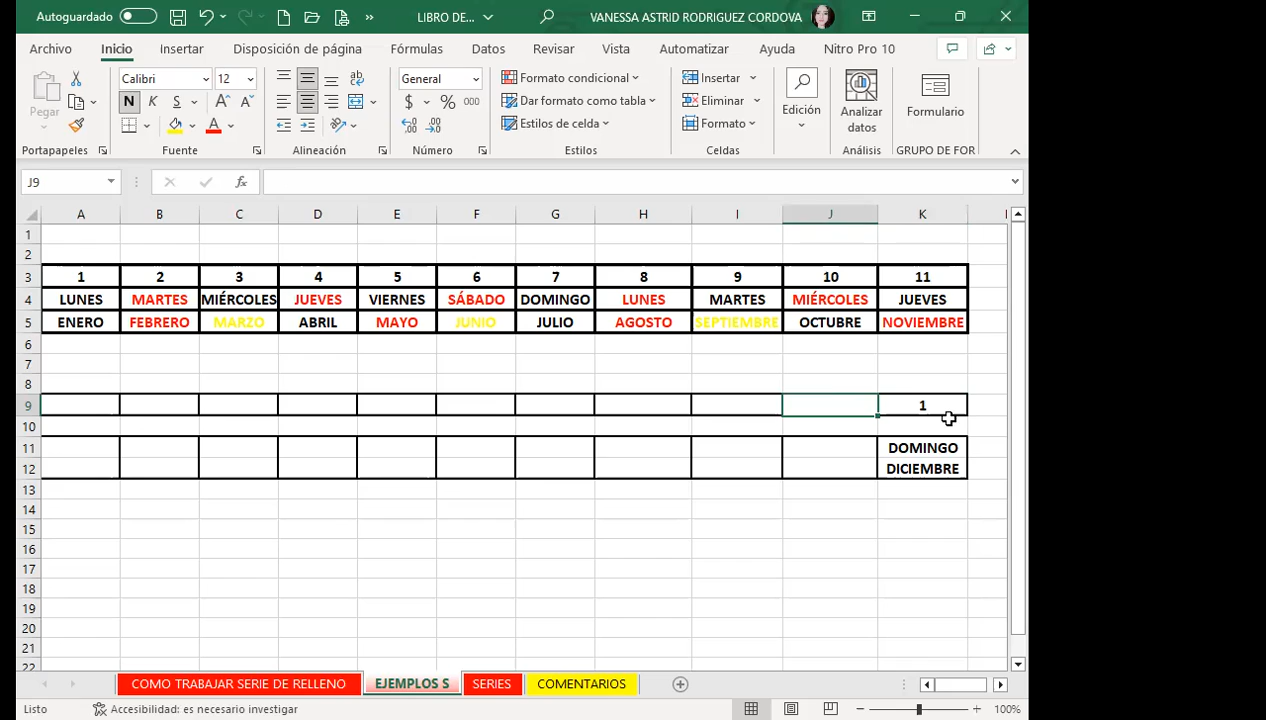 Autoguardado LIBRO DE... VANESSA ASTRID RODRIGUEZ CORDOVA
Archivo Inicio Insertar Disposición de página Fórmulas Datos Revisar Vista Automatizar Ayuda Nitro Pro 10
Pegar Calibri 12 General Formato condicional Insertar Edición Analizar datos Formulario
N K S $ % 000 Dar formato como tabla Eliminar
Estilos de celda Formato
Portapapeles Fuente Alineación Número Estilos Celdas Análisis GRUPO DE FOR
J9 fx
A B C D E F G H I J K
1
2
3 1 2 3 4 5 6 7 8 9 10 11
4 LUNES MARTES MIÉRCOLES JUEVES VIERNES SÁBADO DOMINGO LUNES MARTES MIÉRCOLES JUEVES
5 ENERO FEBRERO MARZO ABRIL MAYO JUNIO JULIO AGOSTO SEPTIEMBRE OCTUBRE NOVIEMBRE
6
7
8
9 1
10
11 DOMINGO
12 DICIEMBRE
13
14
15
16
17
18
19
20
21
22
COMO TRABAJAR SERIE DE RELLENO EJEMPLOS S SERIES COMENTARIOS
Listo Accesibilidad: es necesario investigar 100%